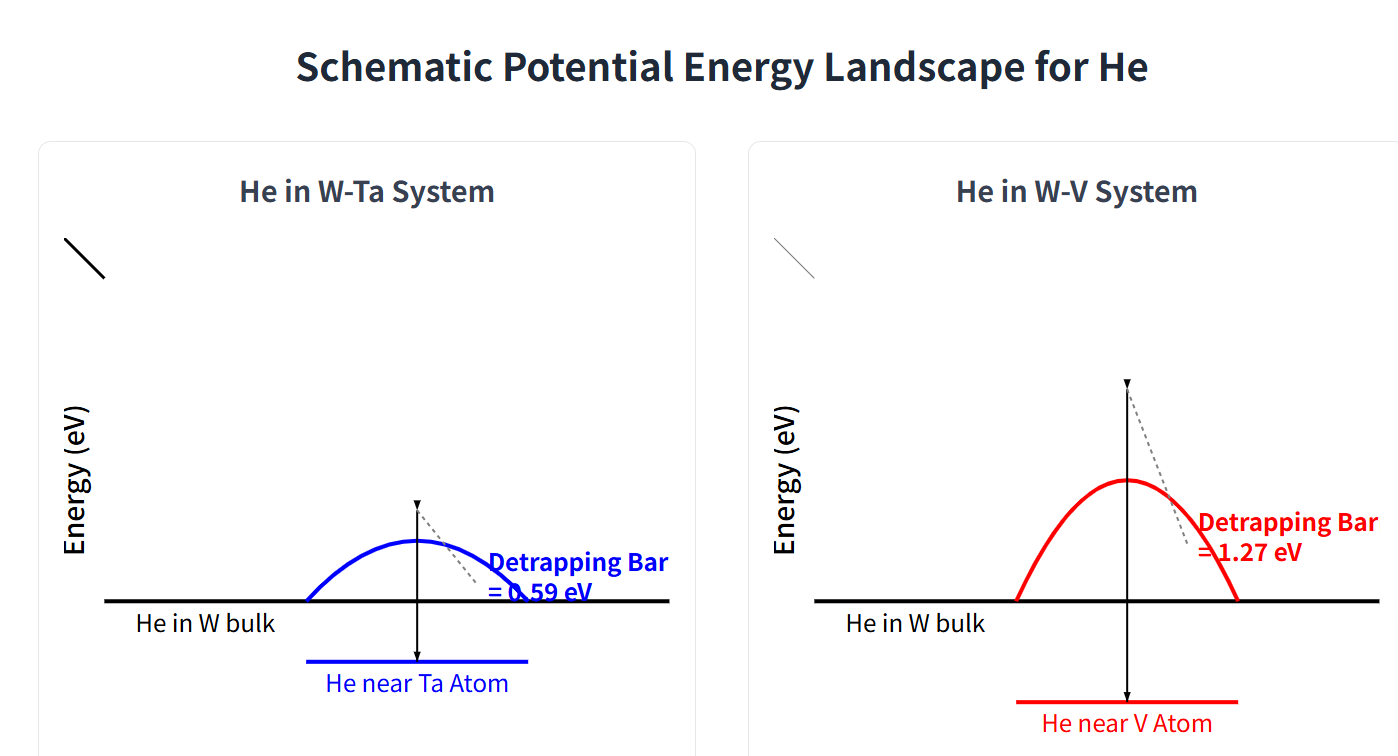 Schematic Potential Energy Landscape for He
He in W-Ta System
Energy (eV)
Detrapping Bar
= 0.59 eV
He in W bulk
He near Ta Atom
He in W-V System
Energy (eV)
Detrapping Bar
= 1.27 eV
He in W bulk
He near V Atom